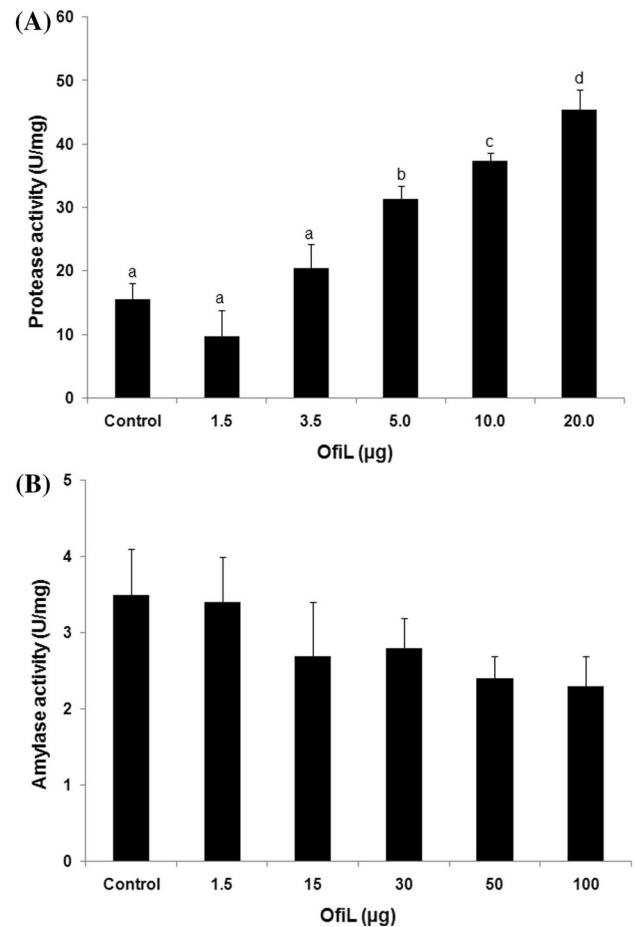 (A)
Protease activity (U/mg)
60
50
40
30
20
10
0
a
a
a
b
c
d
Control 1.5 3.5 5.0 10.0 20.0
OfiL (µg)
(B)
Amylase activity (U/mg)
5
4
3
2
1
0
Control 1.5 15 30 50 100
OfiL (µg)